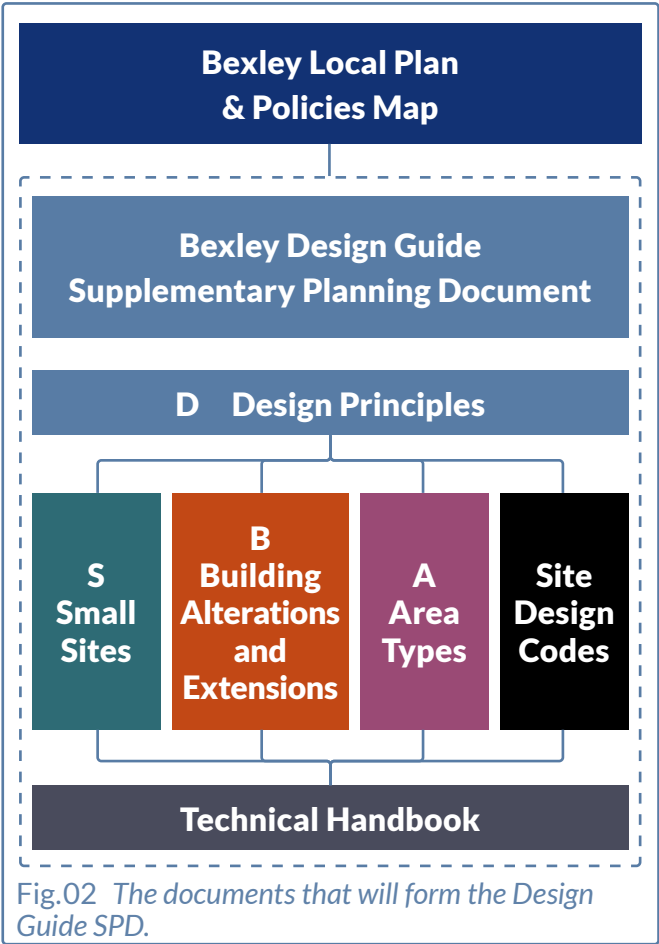 Bexley Local Plan
& Policies Map
Bexley Design Guide
Supplementary Planning Document
D Design Principles
S
Small
Sites
B
Building
Alterations
and
Extensions
A
Area
Types
Site
Design
Codes
Technical Handbook
Fig.02 The documents that will form the Design
Guide SPD.